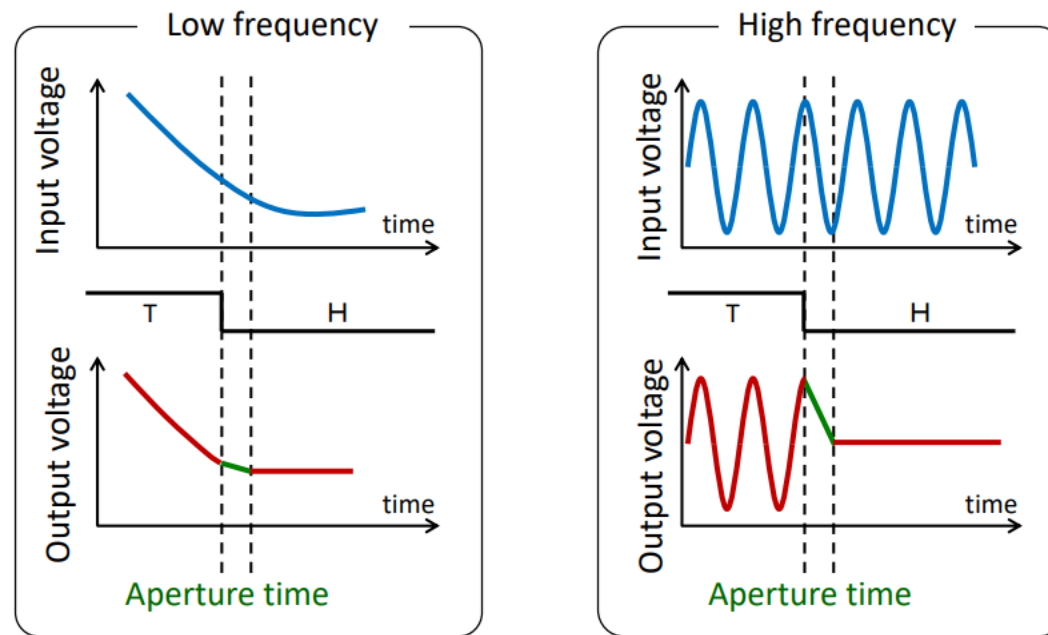 Low frequency
Input voltage
time
T
H
Output voltage
time
Aperture time
High frequency
Input voltage
time
T
H
Output voltage
time
Aperture time